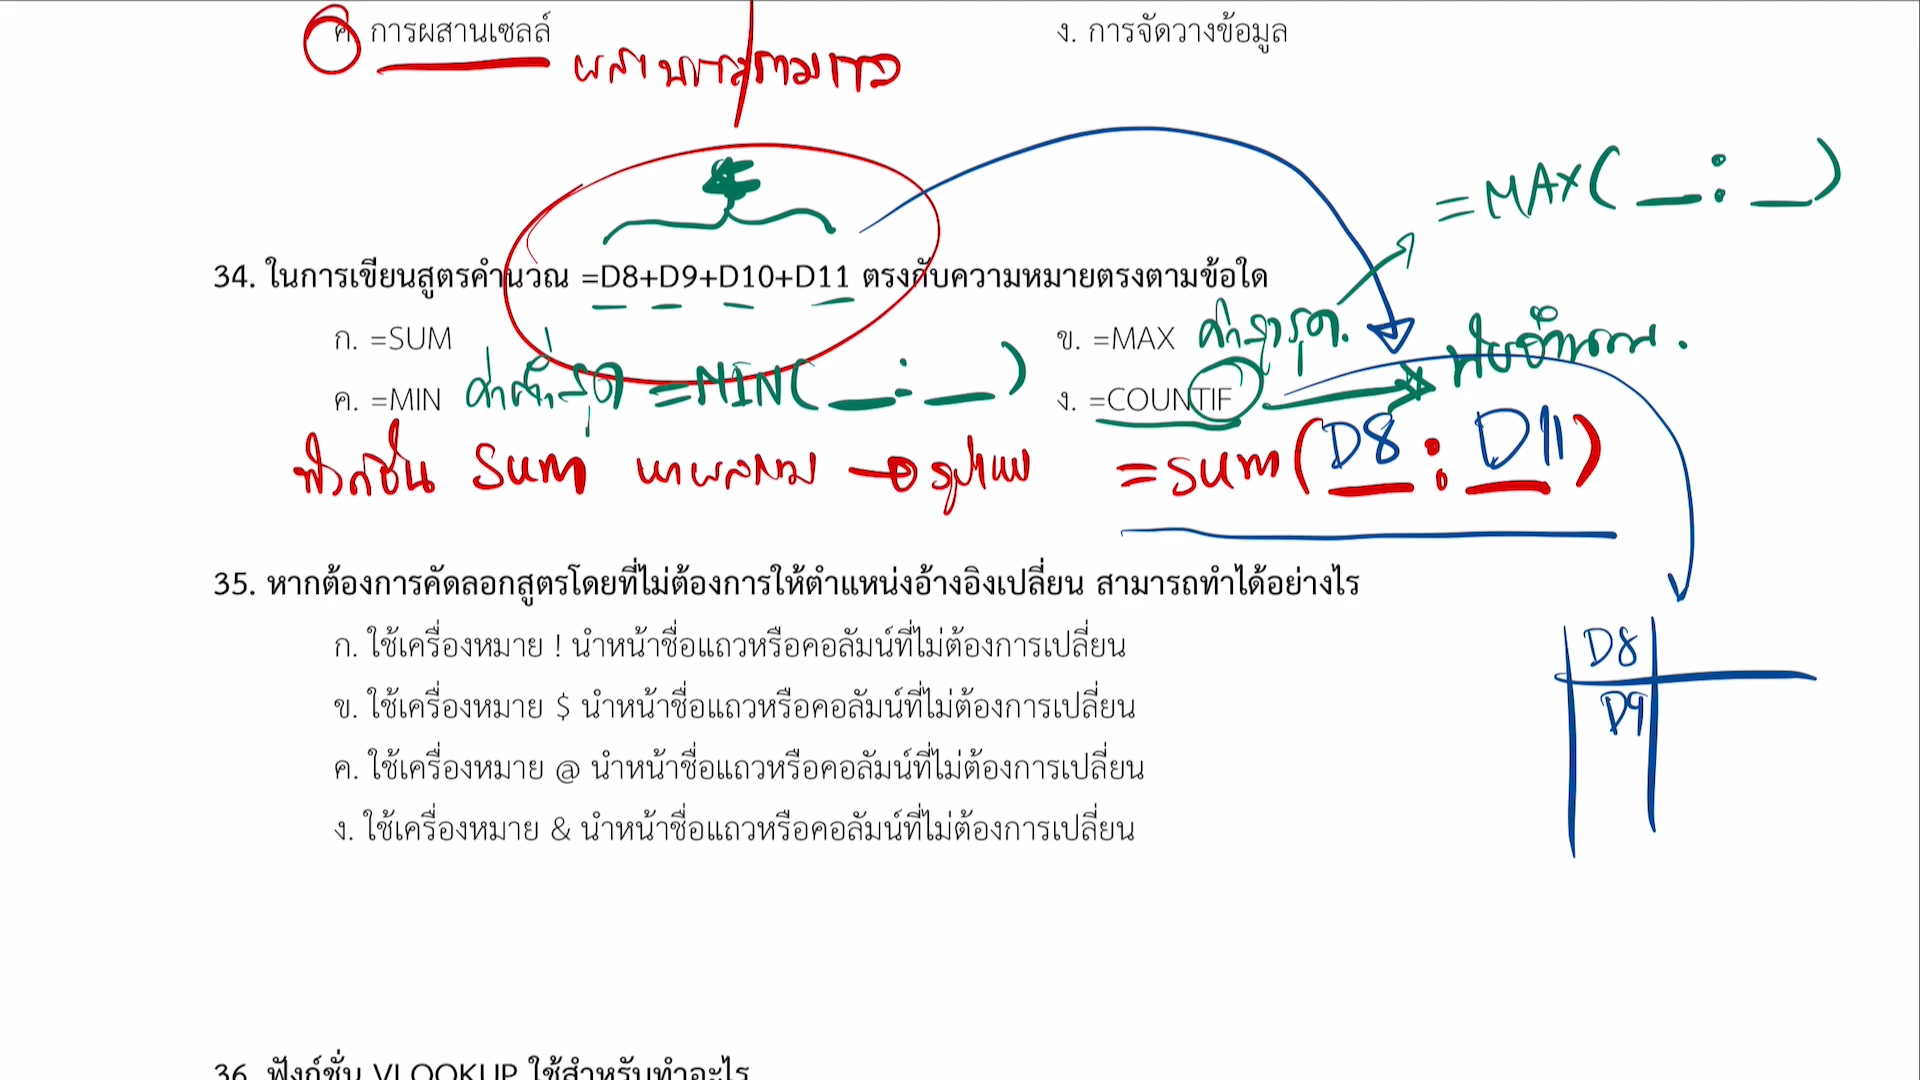 ค. การผสานเซลล์
ง. การจัดวางข้อมูล
=MAX( _ : _ )
34. ในการเขียนสูตรคำนวณ =D8+D9+D10+D11 ตรงกับความหมายตรงตามข้อใด
ก. =SUM
ข. =MAX ค่าสูงสุด.
ค. =MIN ค่าต่ำสุด =MIN( _ : _ )
ง. =COUNTIF นับจำนวน.
ฟังก์ชั่น Sum หาผลรวม → รูปแบบ =sum(D8:D11)
35. หากต้องการคัดลอกสูตรโดยที่ไม่ต้องการให้ตำแหน่งอ้างอิงเปลี่ยน สามารถทำได้อย่างไร
ก. ใช้เครื่องหมาย ! นำหน้าชื่อแถวหรือคอลัมน์ที่ไม่ต้องการเปลี่ยน
ข. ใช้เครื่องหมาย $ นำหน้าชื่อแถวหรือคอลัมน์ที่ไม่ต้องการเปลี่ยน
ค. ใช้เครื่องหมาย @ นำหน้าชื่อแถวหรือคอลัมน์ที่ไม่ต้องการเปลี่ยน
ง. ใช้เครื่องหมาย & นำหน้าชื่อแถวหรือคอลัมน์ที่ไม่ต้องการเปลี่ยน
D8
D9
36. ฟังก์ชั่น VLOOKUP ใช้สำหรับทำอะไร